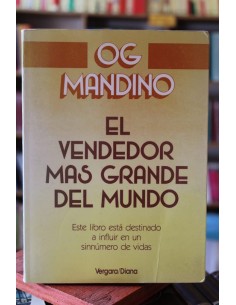 OG
MANDINO
EL
VENDEDOR
MAS GRANDE
DEL MUNDO
Este libro está destinado
a influir en un
sinnúmero de vidas
Vergara/Diana